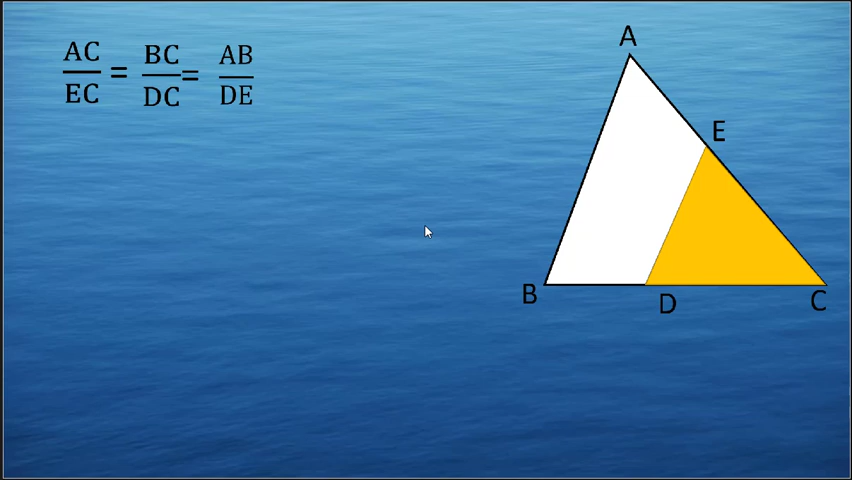 AC/EC = BC/DC = AB/DE
A
E
B
D
C